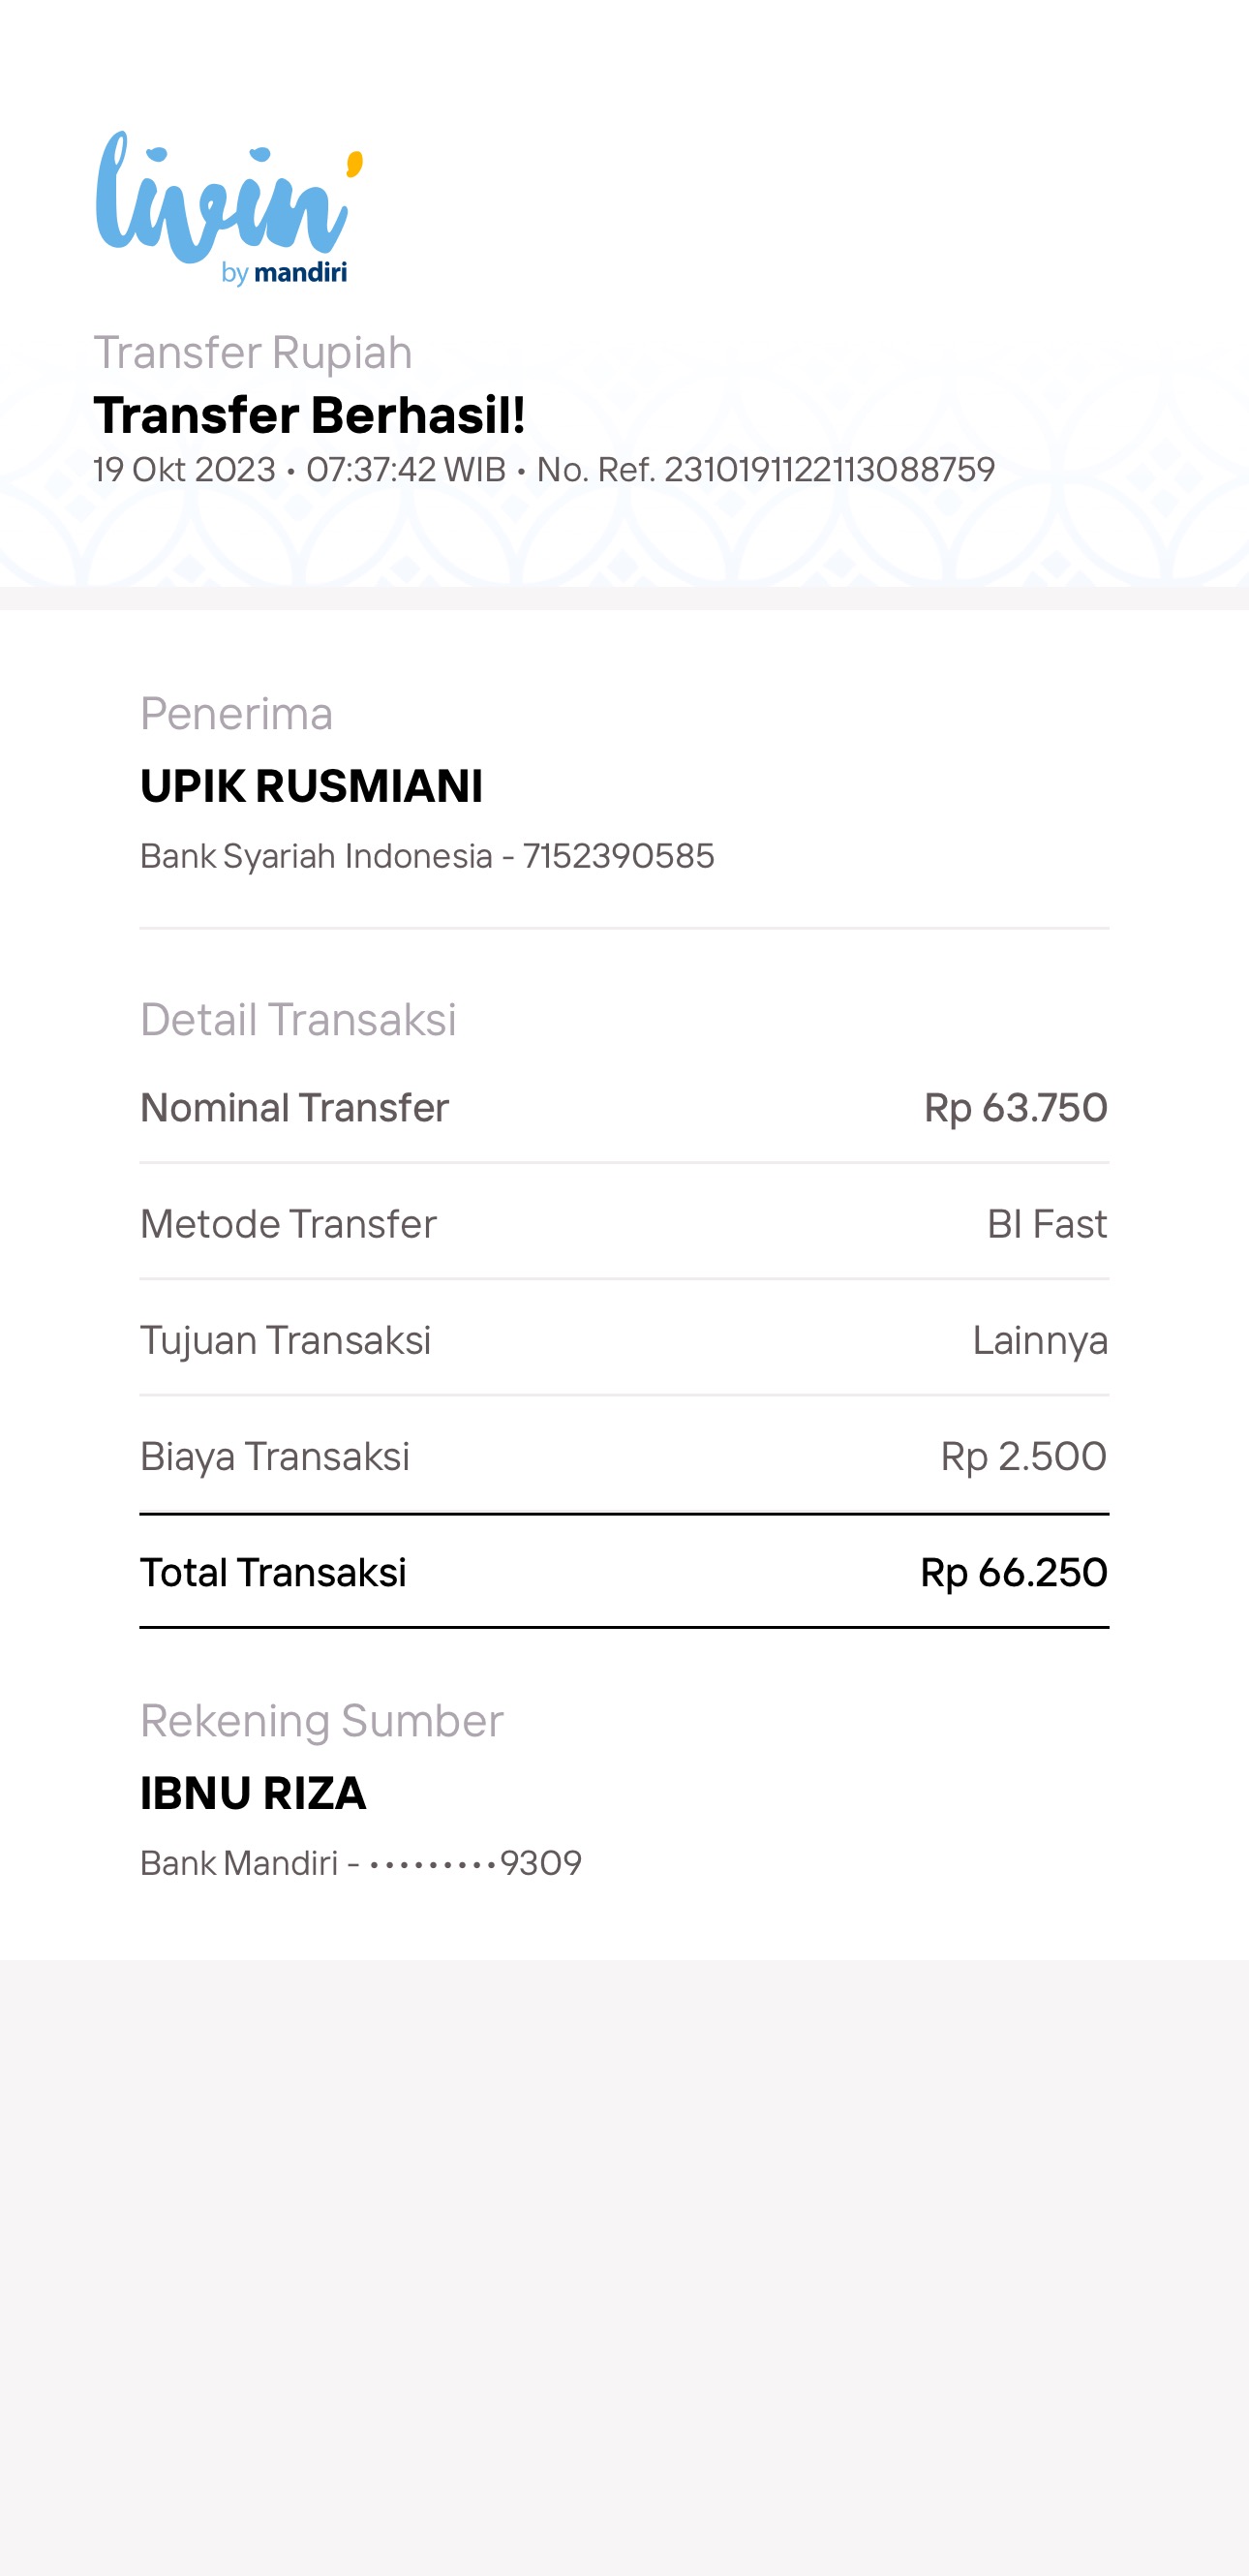 livin'
by mandiri
Transfer Rupiah
Transfer Berhasil!
19 Okt 2023 • 07:37:42 WIB • No. Ref. 2310191122113088759
Penerima
UPIK RUSMIANI
Bank Syariah Indonesia - 7152390585
Detail Transaksi
Nominal Transfer Rp 63.750
Metode Transfer BI Fast
Tujuan Transaksi Lainnya
Biaya Transaksi Rp 2.500
Total Transaksi Rp 66.250
Rekening Sumber
IBNU RIZA
Bank Mandiri - •••••••••9309